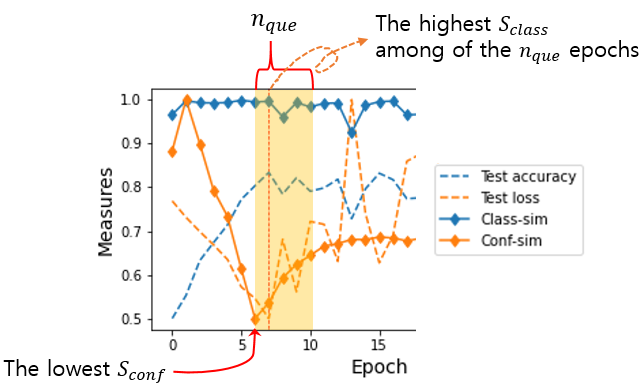 n_que
The highest S_class
among of the n_que epochs
1.0
0.9
0.8
0.7
0.6
0.5
Measures
Test accuracy
Test loss
Class-sim
Conf-sim
0 5 10 15
Epoch
The lowest S_conf